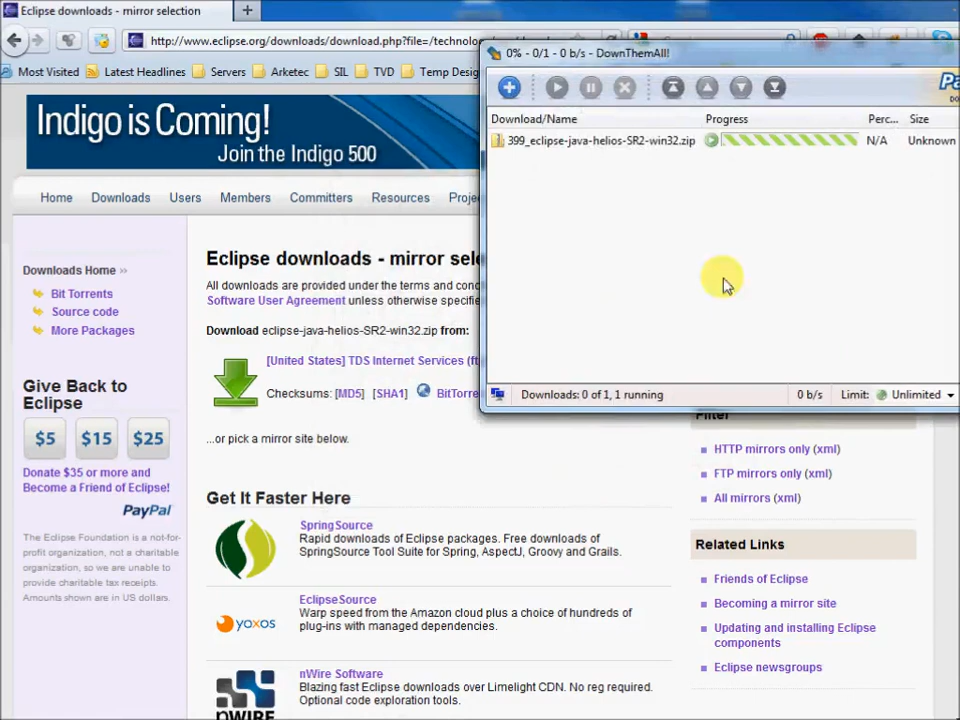 Eclipse downloads - mirror selection
http://www.eclipse.org/downloads/download.php?file=/technolo
Most Visited
Latest Headlines
Servers
Arketec
SIL
TVD
Temp Desig
Indigo is Coming!
Join the Indigo 500
Home
Downloads
Users
Members
Committers
Resources
Projec
0% - 0/1 - 0 b/s - DownThemAll!
Download/Name
Progress
Perc...
Size
399_eclipse-java-helios-SR2-win32.zip
N/A
Unknown
Downloads: 0 of 1, 1 running
0 b/s
Limit:
Unlimited
Downloads Home »
Bit Torrents
Source code
More Packages
Give Back to
Eclipse
$5
$15
$25
Donate $35 or more and
Become a Friend of Eclipse!
PayPal
The Eclipse Foundation is a not-for-
profit organization, not a charitable
organization, so we are unable to
provide charitable tax receipts.
Amounts shown are in US dollars.
Eclipse downloads - mirror sele
All downloads are provided under the terms and cond
Software User Agreement unless otherwise specifie
Download eclipse-java-helios-SR2-win32.zip from:
[United States] TDS Internet Services (ft
Checksums: [MD5] [SHA1]
BitTorre
...or pick a mirror site below.
Get It Faster Here
SpringSource
Rapid downloads of Eclipse packages. Free downloads of
SpringSource Tool Suite for Spring, AspectJ, Groovy and Grails.
yoxos
EclipseSource
Warp speed from the Amazon cloud plus a choice of hundreds of
plug-ins with managed dependencies.
nWIRE
nWire Software
Blazing fast Eclipse downloads over Limelight CDN. No reg required.
Optional code exploration tools.
Filter
HTTP mirrors only (xml)
FTP mirrors only (xml)
All mirrors (xml)
Related Links
Friends of Eclipse
Becoming a mirror site
Updating and installing Eclipse
components
Eclipse newsgroups